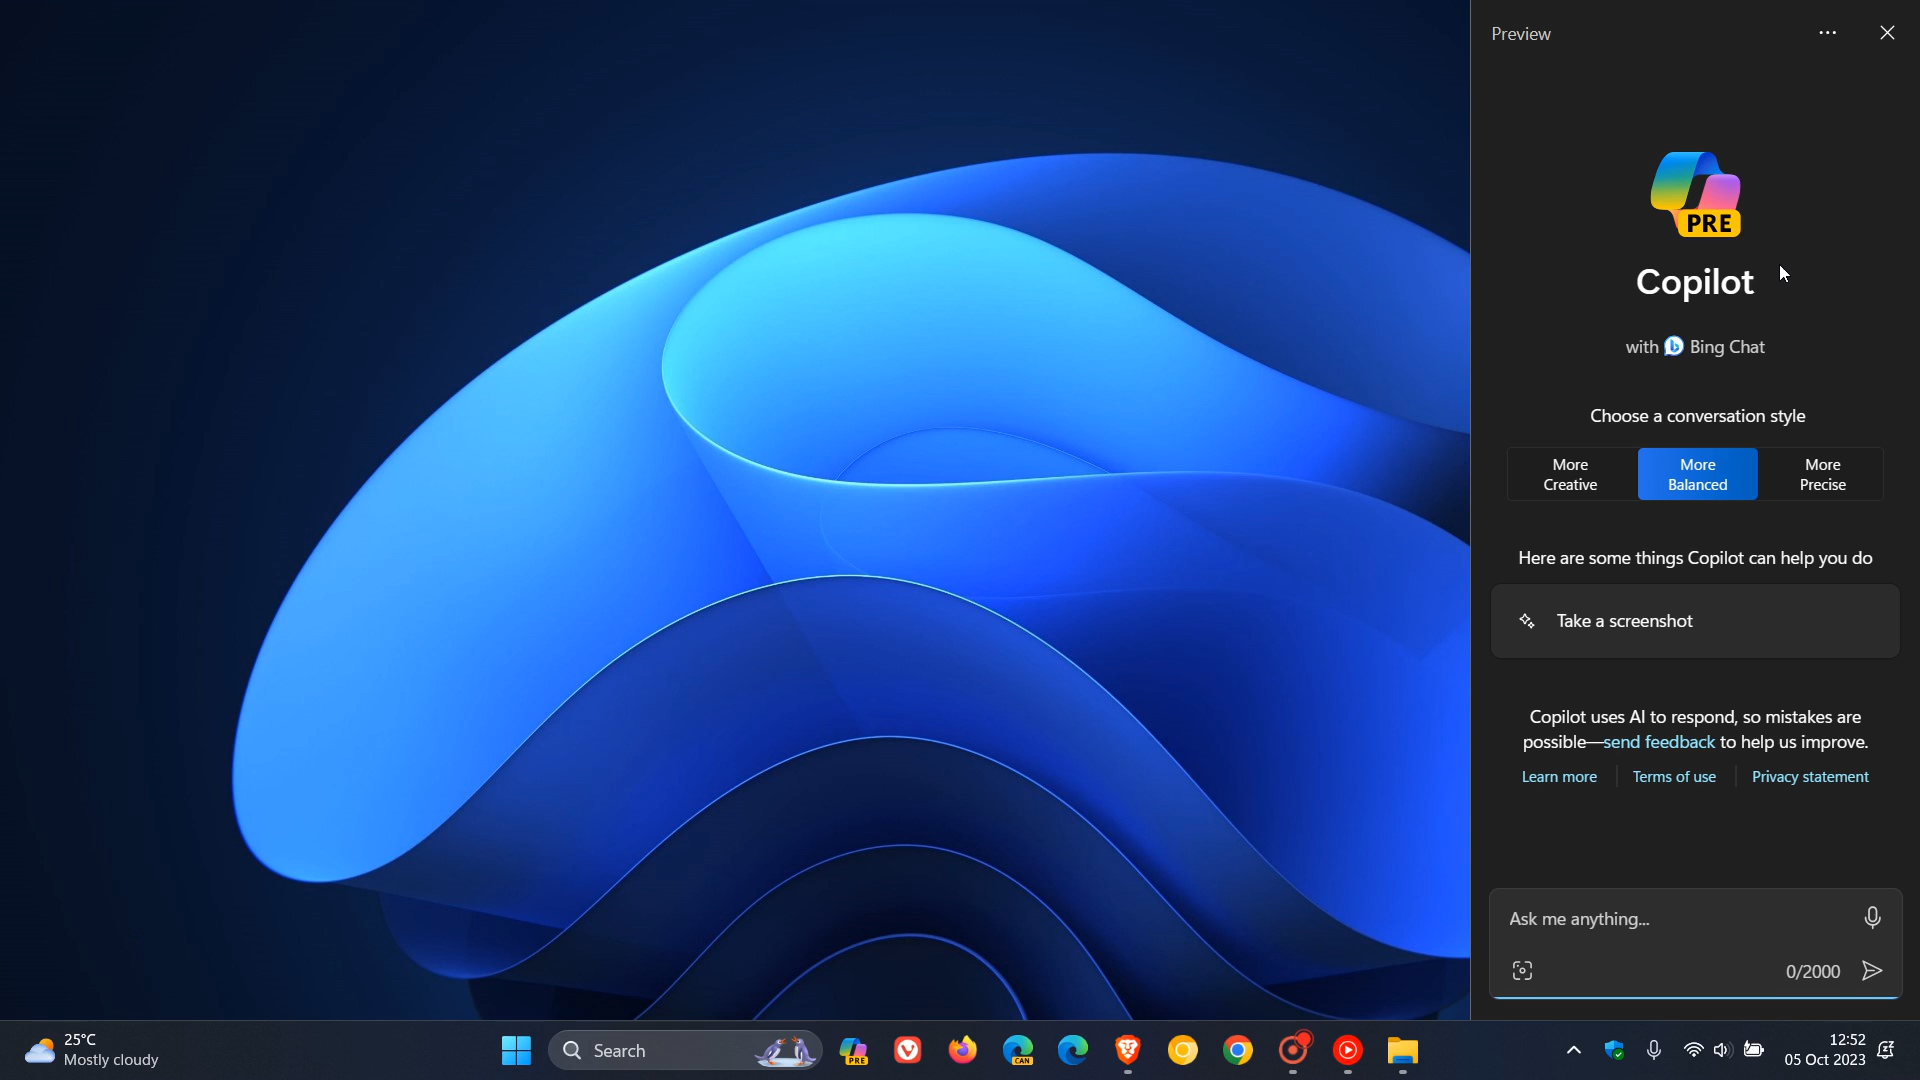 Preview
PRE
Copilot
with Bing Chat
Choose a conversation style
More Creative
More Balanced
More Precise
Here are some things Copilot can help you do
Take a screenshot
Copilot uses AI to respond, so mistakes are
possible—send feedback to help us improve.
Learn more
Terms of use
Privacy statement
Ask me anything...
0/2000
25°C
Mostly cloudy
Search
PRE
CAN
12:52
05 Oct 2023